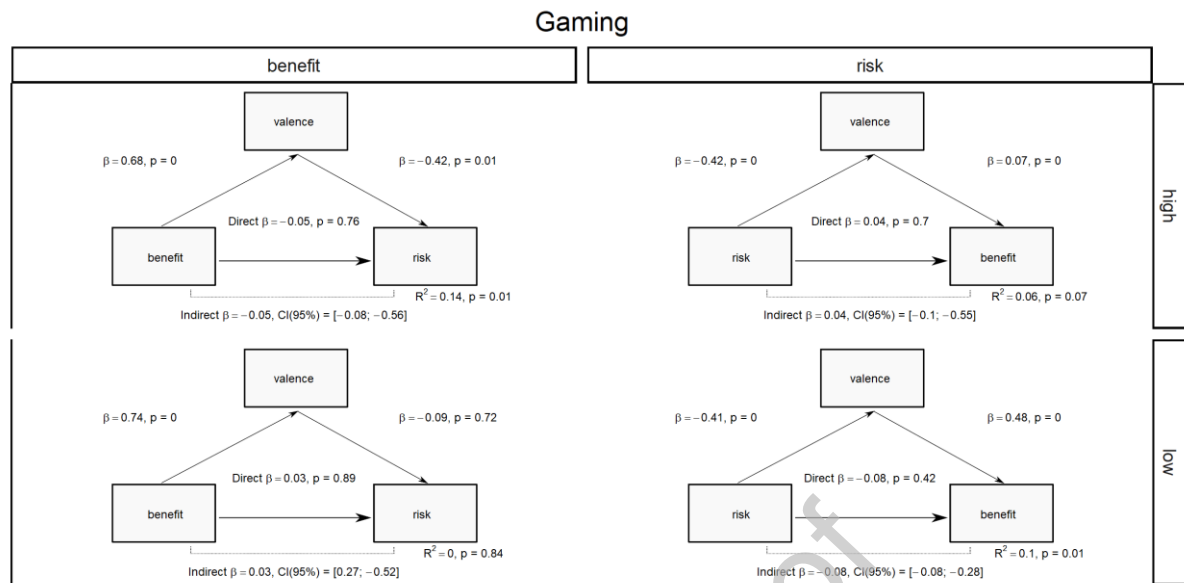 Gaming
benefit
risk
high
low
valence
β = 0.68, p = 0
β = −0.42, p = 0.01
Direct β = −0.05, p = 0.76
benefit
risk
R² = 0.14, p = 0.01
Indirect β = −0.05, CI(95%) = [−0.08; −0.56]
valence
β = −0.42, p = 0
β = 0.07, p = 0
Direct β = 0.04, p = 0.7
risk
benefit
R² = 0.06, p = 0.07
Indirect β = 0.04, CI(95%) = [−0.1; −0.55]
valence
β = 0.74, p = 0
β = −0.09, p = 0.72
Direct β = 0.03, p = 0.89
benefit
risk
R² = 0, p = 0.84
Indirect β = 0.03, CI(95%) = [0.27; −0.52]
valence
β = −0.41, p = 0
β = 0.48, p = 0
Direct β = −0.08, p = 0.42
risk
benefit
R² = 0.1, p = 0.01
Indirect β = −0.08, CI(95%) = [−0.08; −0.28]
of